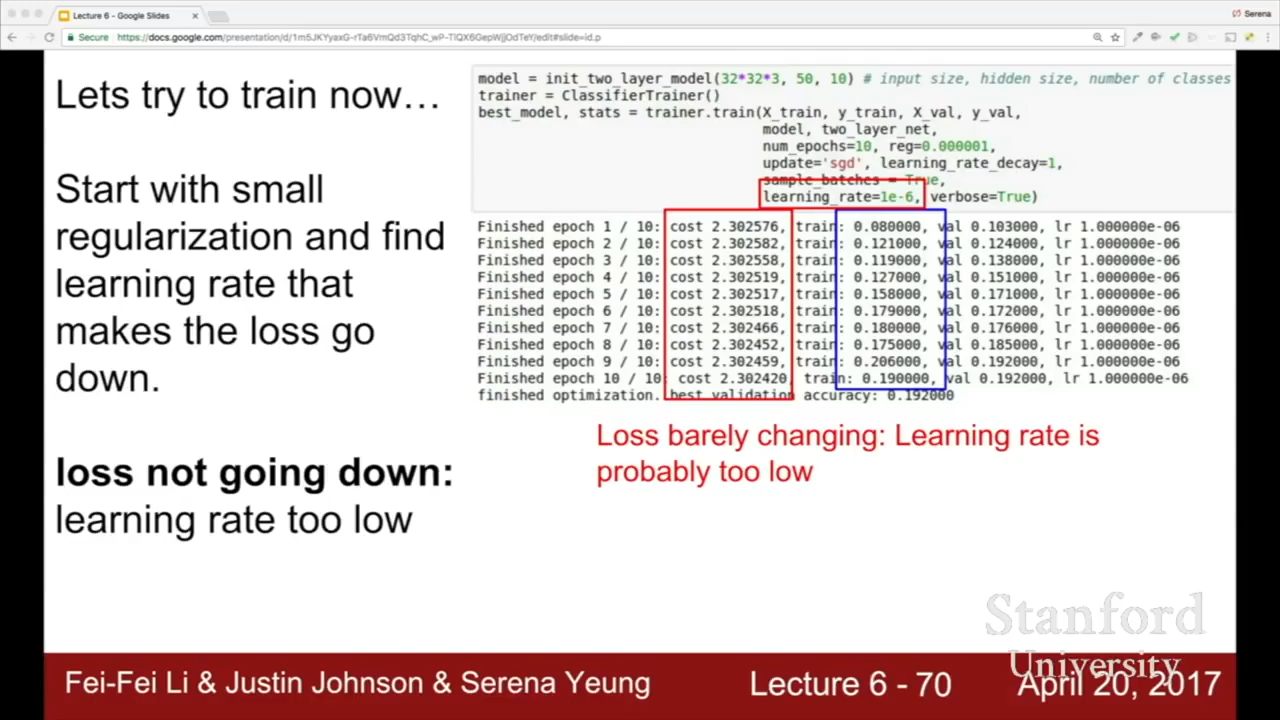 Lecture 6 - Google Slides
Serena
Secure
https://docs.google.com/presentation/d/1m5JKYyaxG-rTa6VmQd3TqhC_wP-TIQX6GepWjjOdTeY/edit#slide=id.p
Lets try to train now…
Start with small
regularization and find
learning rate that
makes the loss go
down.
loss not going down:
learning rate too low
model = init_two_layer_model(32*32*3, 50, 10) # input size, hidden size, number of classes
trainer = ClassifierTrainer()
best_model, stats = trainer.train(X_train, y_train, X_val, y_val,
model, two_layer_net,
num_epochs=10, reg=0.000001,
update='sgd', learning_rate_decay=1,
sample_batches = True,
learning_rate=1e-6, verbose=True)
Finished epoch 1 / 10: cost 2.302576, train: 0.080000, val 0.103000, lr 1.000000e-06
Finished epoch 2 / 10: cost 2.302582, train: 0.121000, val 0.124000, lr 1.000000e-06
Finished epoch 3 / 10: cost 2.302558, train: 0.119000, val 0.138000, lr 1.000000e-06
Finished epoch 4 / 10: cost 2.302519, train: 0.127000, val 0.151000, lr 1.000000e-06
Finished epoch 5 / 10: cost 2.302517, train: 0.158000, val 0.171000, lr 1.000000e-06
Finished epoch 6 / 10: cost 2.302518, train: 0.179000, val 0.172000, lr 1.000000e-06
Finished epoch 7 / 10: cost 2.302466, train: 0.180000, val 0.176000, lr 1.000000e-06
Finished epoch 8 / 10: cost 2.302452, train: 0.175000, val 0.185000, lr 1.000000e-06
Finished epoch 9 / 10: cost 2.302459, train: 0.206000, val 0.192000, lr 1.000000e-06
Finished epoch 10 / 10: cost 2.302420, train: 0.190000, val 0.192000, lr 1.000000e-06
finished optimization. best validation accuracy: 0.192000
Loss barely changing: Learning rate is
probably too low
Stanford
University
Fei-Fei Li & Justin Johnson & Serena Yeung
Lecture 6 - 70
April 20, 2017